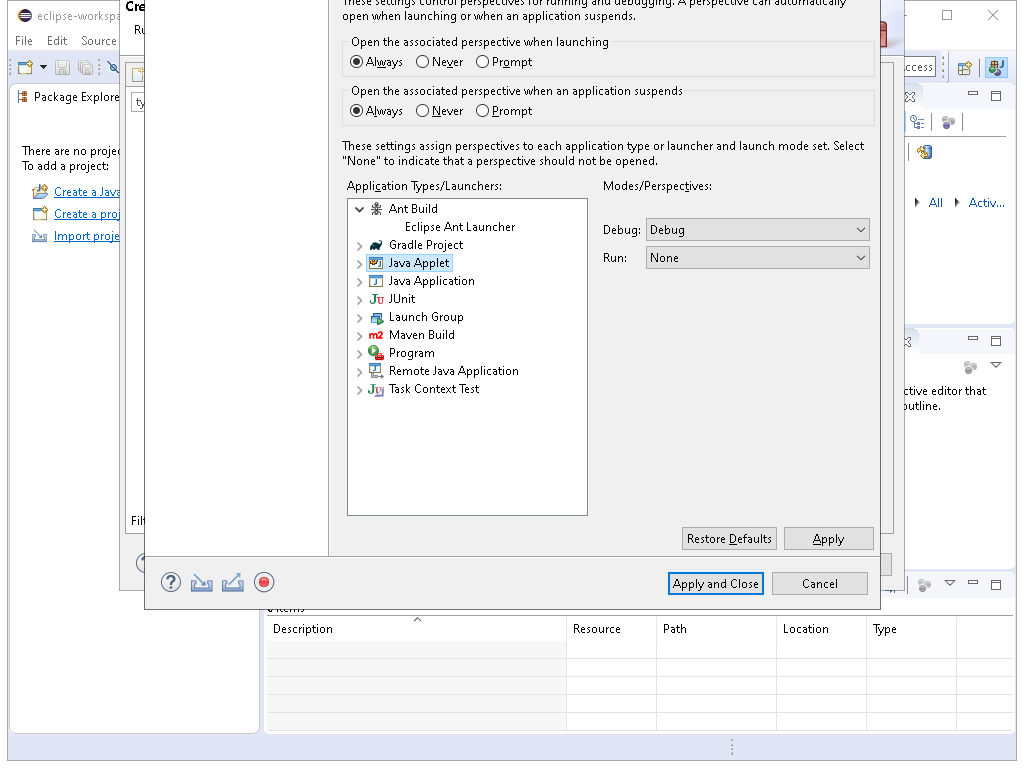 eclipse-workspa
Cre
These settings control perspectives for running and debugging. A perspective can automatically
open when launching or when an application suspends.
File Edit Source
Ru
Open the associated perspective when launching
Always Never Prompt
ccess
Package Explore
ty
Open the associated perspective when an application suspends
Always Never Prompt
There are no projec
To add a project:
Create a Java
Create a proj
Import proje
These settings assign perspectives to each application type or launcher and launch mode set. Select
"None" to indicate that a perspective should not be opened.
Application Types/Launchers:
Modes/Perspectives:
Ant Build
Eclipse Ant Launcher
Gradle Project
Java Applet
Java Application
JUnit
Launch Group
Maven Build
Program
Remote Java Application
Task Context Test
Debug: Debug
Run: None
All Activ...
ctive editor that
outline.
Filt
Restore Defaults Apply
Apply and Close Cancel
items
Description Resource Path Location Type